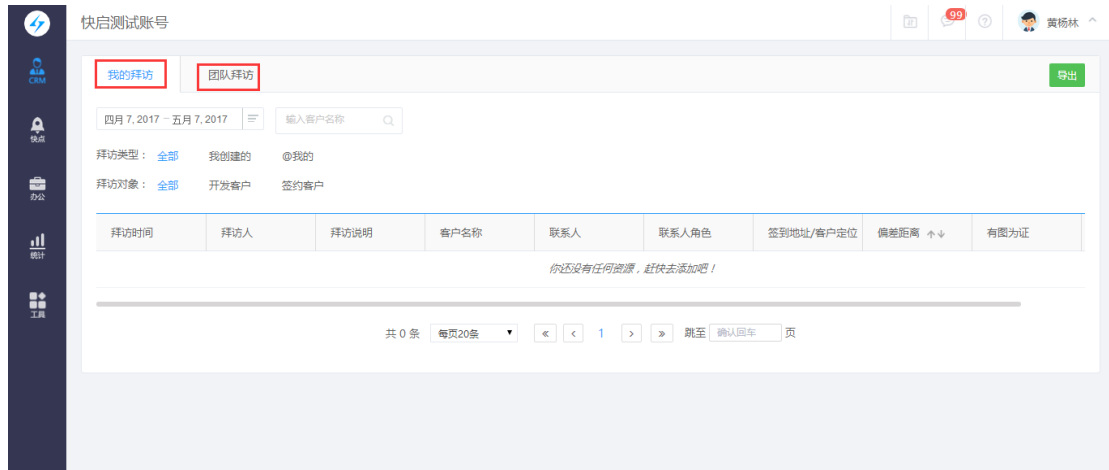 快启测试账号
99
黄杨林
CRM
快点
办公
统计
工具
我的拜访 团队拜访 导出
四月 7, 2017 - 五月 7, 2017 输入客户名称
拜访类型： 全部 我创建的 @我的
拜访对象： 全部 开发客户 签约客户
拜访时间 拜访人 拜访说明 客户名称 联系人 联系人角色 签到地址/客户定位 偏差距离 有图为证
你还没有任何资源，赶快去添加吧！
共 0 条 每页20条 « < 1 > » 跳至 确认回车 页